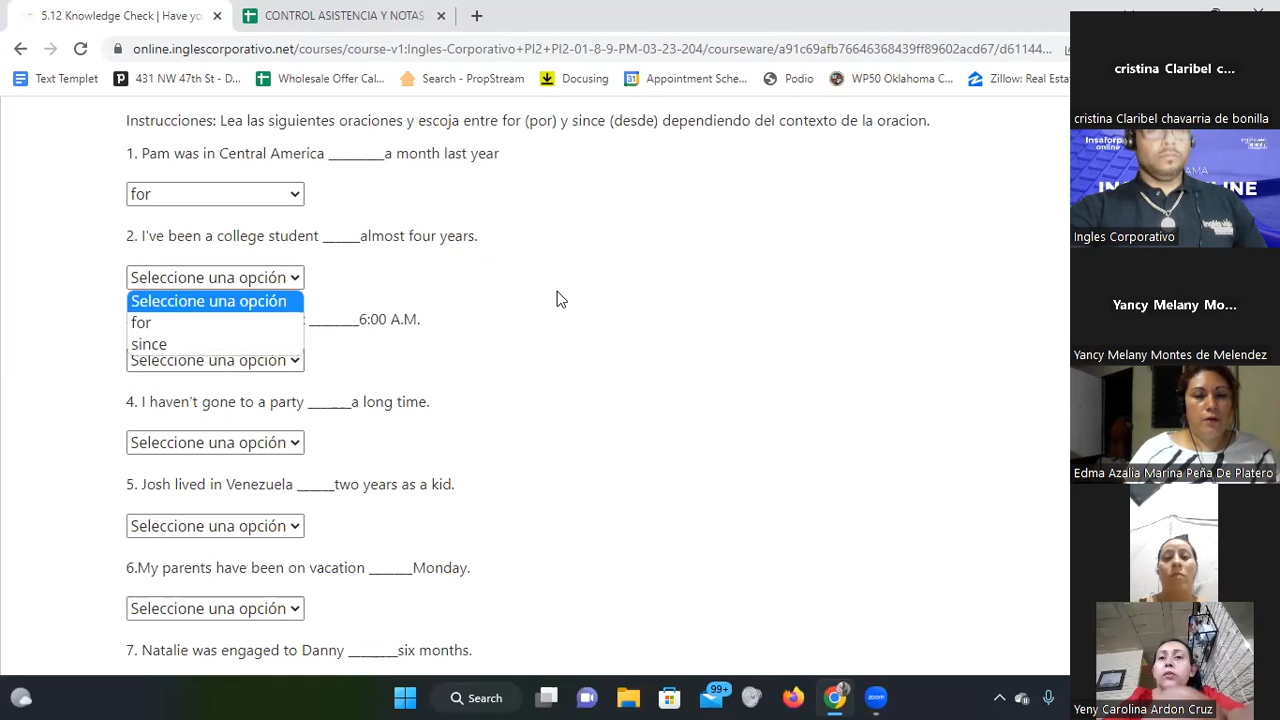 5.12 Knowledge Check | Have yo
CONTROL ASISTENCIA Y NOTAS
online.inglescorporativo.net/courses/course-v1:Ingles-Corporativo+PI2+PI2-01-8-9-PM-03-23-204/courseware/a91c69afb76646368439ff89602acd67/d61144...
Text Templet
431 NW 47th St - D...
Wholesale Offer Cal...
Search - PropStream
Docusing
Appointment Sche...
Podio
WP50 Oklahoma C...
Zillow: Real Esta
Instrucciones: Lea las siguientes oraciones y escoja entre for (por) y since (desde) dependiendo del contexto de la oracion.
1. Pam was in Central America ________a month last year
for
2. I've been a college student _____almost four years.
Seleccione una opción
Seleccione una opción
for
since
_______6:00 A.M.
Seleccione una opción
4. I haven't gone to a party ______a long time.
Seleccione una opción
5. Josh lived in Venezuela _____two years as a kid.
Seleccione una opción
6.My parents have been on vacation ______Monday.
Seleccione una opción
7. Natalie was engaged to Danny _______six months.
cristina Claribel c...
cristina Claribel chavarria de bonilla
Insaforp
online
Ingles Corporativo
Yancy Melany Mo...
Yancy Melany Montes de Melendez
Edma Azalia Marina Peña De Platero
Yeny Carolina Ardon Cruz
Search
99+
zoom